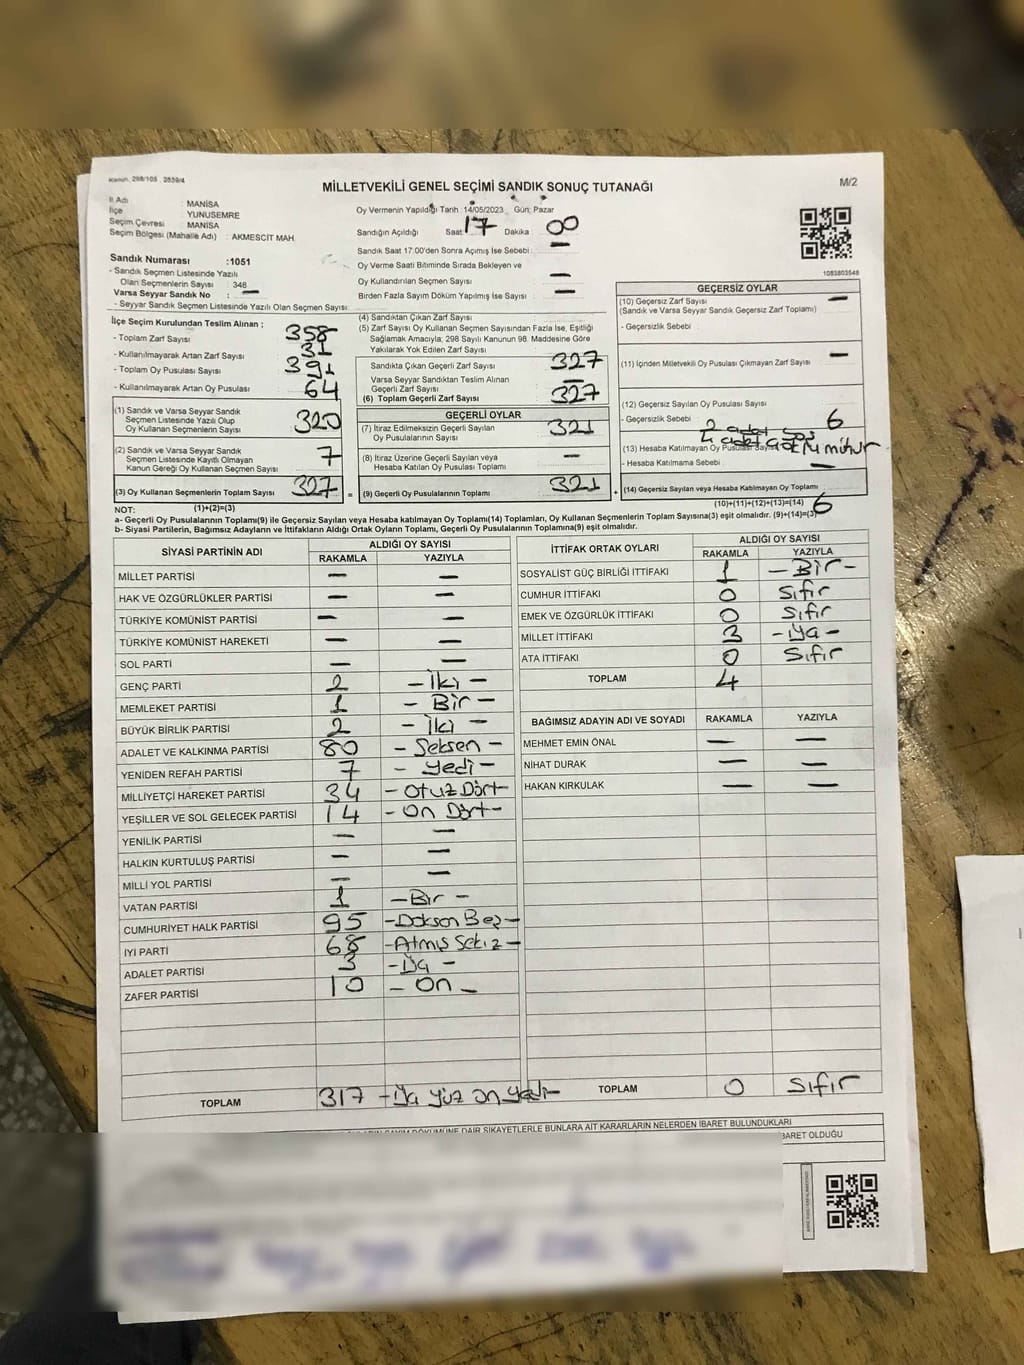 Kanun, 298/105 , 2839/4
MİLLETVEKİLİ GENEL SEÇİMİ SANDIK SONUÇ TUTANAĞI
M/2
İl Adı : MANİSA
İlçe : YUNUSEMRE
Seçim Çevresi : MANİSA
Seçim Bölgesi (Mahalle Adı) : AKMESCİT MAH.
Sandık Numarası :1051
- Sandık Seçmen Listesinde Yazılı
Olan Seçmenlerin Sayısı : 348
Varsa Seyyar Sandık No : —
- Seyyar Sandık Seçmen Listesinde Yazılı Olan Seçmen Sayısı:
Oy Vermenin Yapıldığı Tarih : 14/05/2023 Gün: Pazar
Sandığın Açıldığı Saat: 17 Dakika : 00
Sandık Saat 17:00'den Sonra Açımış İse Sebebi : —
Oy Verme Saati Bitiminde Sırada Bekleyen ve
Oy Kullandırılan Seçmen Sayısı : —
Birden Fazla Sayım Döküm Yapılmış İse Sayısı : —
1083803548
İlçe Seçim Kurulundan Teslim Alınan :
- Toplam Zarf Sayısı : 358
- Kullanılmayarak Artan Zarf Sayısı : 31
- Toplam Oy Pusulası Sayısı : 391
- Kullanılmayarak Artan Oy Pusulası : 64
(1) Sandık ve Varsa Seyyar Sandık
Seçmen Listesinde Yazılı Olup
Oy Kullanan Seçmenlerin Sayısı : 320
(2) Sandık ve Varsa Seyyar Sandık
Seçmen Listesinde Kayıtlı Olmayan
Kanun Gereği Oy Kullanan Seçmen Sayısı : 7
(3) Oy Kullanan Seçmenlerin Toplam Sayısı : 327
(1)+(2)=(3)
(4) Sandıktan Çıkan Zarf Sayısı :
(5) Zarf Sayısı Oy Kullanan Seçmen Sayısından Fazla İse, Eşitliği
Sağlamak Amacıyla; 298 Sayılı Kanunun 98. Maddesine Göre
Yakılarak Yok Edilen Zarf Sayısı :
Sandıkta Çıkan Geçerli Zarf Sayısı : 327
Varsa Seyyar Sandıktan Teslim Alınan
Geçerli Zarf Sayısı : —
(6) Toplam Geçerli Zarf Sayısı : 327
GEÇERLİ OYLAR
(7) İtiraz Edilmeksizin Geçerli Sayılan
Oy Pusulalarının Sayısı : 321
(8) İtiraz Üzerine Geçerli Sayılan veya
Hesaba Katılan Oy Pusulası Toplamı : —
= (9) Geçerli Oy Pusulalarının Toplamı : 321 +
GEÇERSİZ OYLAR
(10) Geçersiz Zarf Sayısı : —
(Sandık ve Varsa Seyyar Sandık Geçersiz Zarf Toplamı)
- Geçersizlik Sebebi :
(11) İçinden Milletvekili Oy Pusulası Çıkmayan Zarf Sayısı : —
(12) Geçersiz Sayılan Oy Pusulası Sayısı : 6
- Geçersizlik Sebebi : 2 adet boş
4 adet çoklu mühür
(13) Hesaba Katılmayan Oy Pusulası Sayısı
- Hesaba Katılmama Sebebi : —
(14) Geçersiz Sayılan veya Hesaba Katılmayan Oy Toplamı : 6
(10)+(11)+(12)+(13)=(14)
NOT:
a- Geçerli Oy Pusulalarının Toplamı(9) ile Geçersiz Sayılan veya Hesaba katılmayan Oy Toplamı(14) Toplamları, Oy Kullanan Seçmenlerin Toplam Sayısına(3) eşit olmalıdır. (9)+(14)=(3)
b- Siyasi Partilerin, Bağımsız Adayların ve İttifakların Aldığı Ortak Oyların Toplamı, Geçerli Oy Pusulalarının Toplamına(9) eşit olmalıdır.
SİYASİ PARTİNİN ADI ALDIĞI OY SAYISI
RAKAMLA YAZIYLA
MİLLET PARTİSİ — —
HAK VE ÖZGÜRLÜKLER PARTİSİ — —
TÜRKİYE KOMÜNİST PARTİSİ — —
TÜRKİYE KOMÜNİST HAREKETİ — —
SOL PARTİ — —
GENÇ PARTİ 2 - İki -
MEMLEKET PARTİSİ 1 - Bir -
BÜYÜK BİRLİK PARTİSİ 2 - İki -
ADALET VE KALKINMA PARTİSİ 80 - Seksen -
YENİDEN REFAH PARTİSİ 7 - Yedi -
MİLLİYETÇİ HAREKET PARTİSİ 34 - Otuz Dört -
YEŞİLLER VE SOL GELECEK PARTİSİ 14 - On Dört -
YENİLİK PARTİSİ — —
HALKIN KURTULUŞ PARTİSİ — —
MİLLİ YOL PARTİSİ — —
VATAN PARTİSİ 1 - Bir -
CUMHURİYET HALK PARTİSİ 95 - Doksan Beş -
İYİ PARTİ 68 - Atmış Sekiz -
ADALET PARTİSİ 3 - Üç -
ZAFER PARTİSİ 10 - On -
TOPLAM 317 - Üç yüz on yedi -
İTTİFAK ORTAK OYLARI ALDIĞI OY SAYISI
RAKAMLA YAZIYLA
SOSYALİST GÜÇ BİRLİĞİ İTTİFAKI 1 - Bir -
CUMHUR İTTİFAKI 0 Sıfır
EMEK VE ÖZGÜRLÜK İTTİFAKI 0 Sıfır
MİLLET İTTİFAKI 3 - Üç -
ATA İTTİFAKI 0 Sıfır
TOPLAM 4
BAĞIMSIZ ADAYIN ADI VE SOYADI RAKAMLA YAZIYLA
MEHMET EMİN ÖNAL — —
NİHAT DURAK — —
HAKAN KIRKULAK — —
TOPLAM 0 Sıfır
SAYIM DÖKÜMÜNE DAİR ŞİKAYETLERLE BUNLARA AİT KARARLARIN NELERDEN İBARET BULUNDUKLARI
BARET OLDUĞU